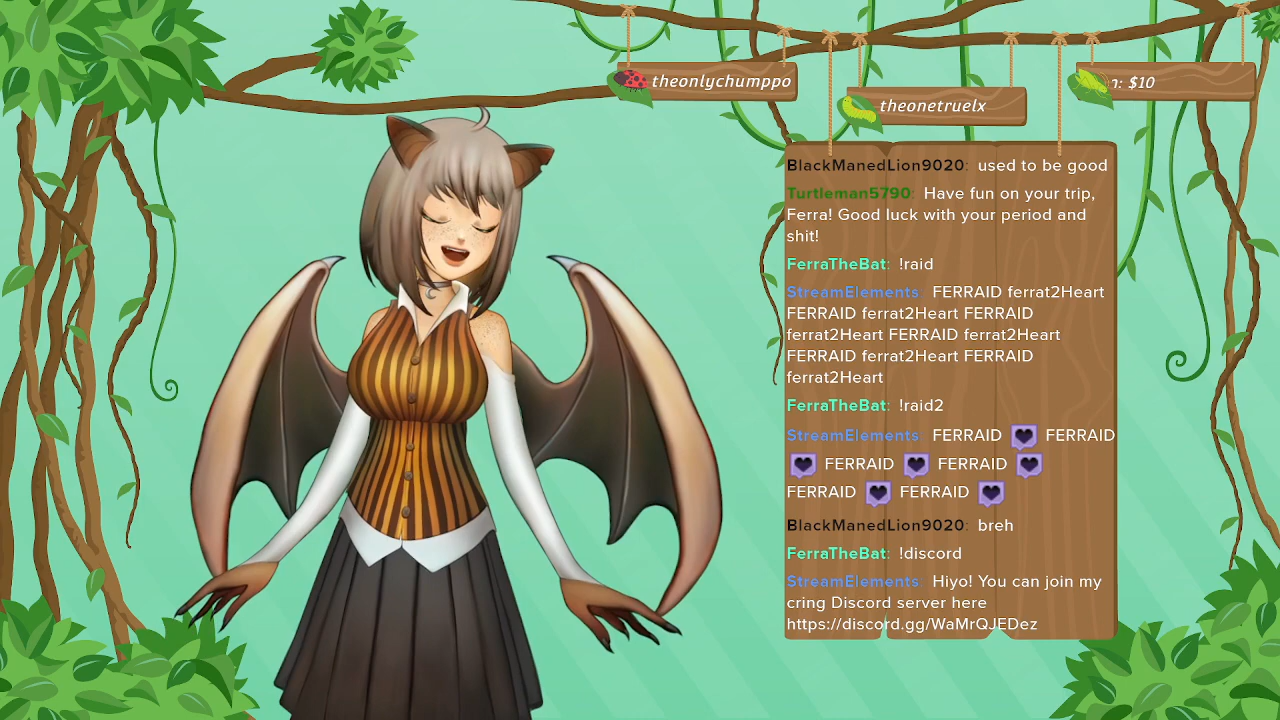 theonlychumppo
theonetruelx
n: $10
BlackManedLion9020: used to be good
Turtleman5790: Have fun on your trip,
Ferra! Good luck with your period and
shit!
FerraTheBat: !raid
StreamElements: FERRAID ferrat2Heart
FERRAID ferrat2Heart FERRAID
ferrat2Heart FERRAID ferrat2Heart
FERRAID ferrat2Heart FERRAID
ferrat2Heart
FerraTheBat: !raid2
StreamElements: FERRAID FERRAID
FERRAID FERRAID
FERRAID FERRAID
BlackManedLion9020: breh
FerraTheBat: !discord
StreamElements: Hiyo! You can join my
cring Discord server here
https://discord.gg/WaMrQJEDez